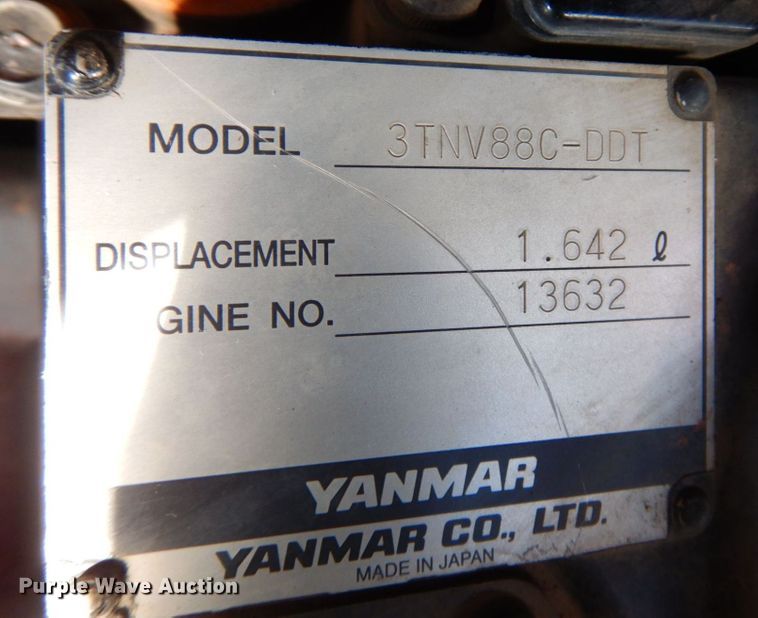 MODEL 3TNV88C-DDT
DISPLACEMENT 1.642 ℓ
GINE NO. 13632
YANMAR
YANMAR CO., LTD.
MADE IN JAPAN
Purple Wave Auction